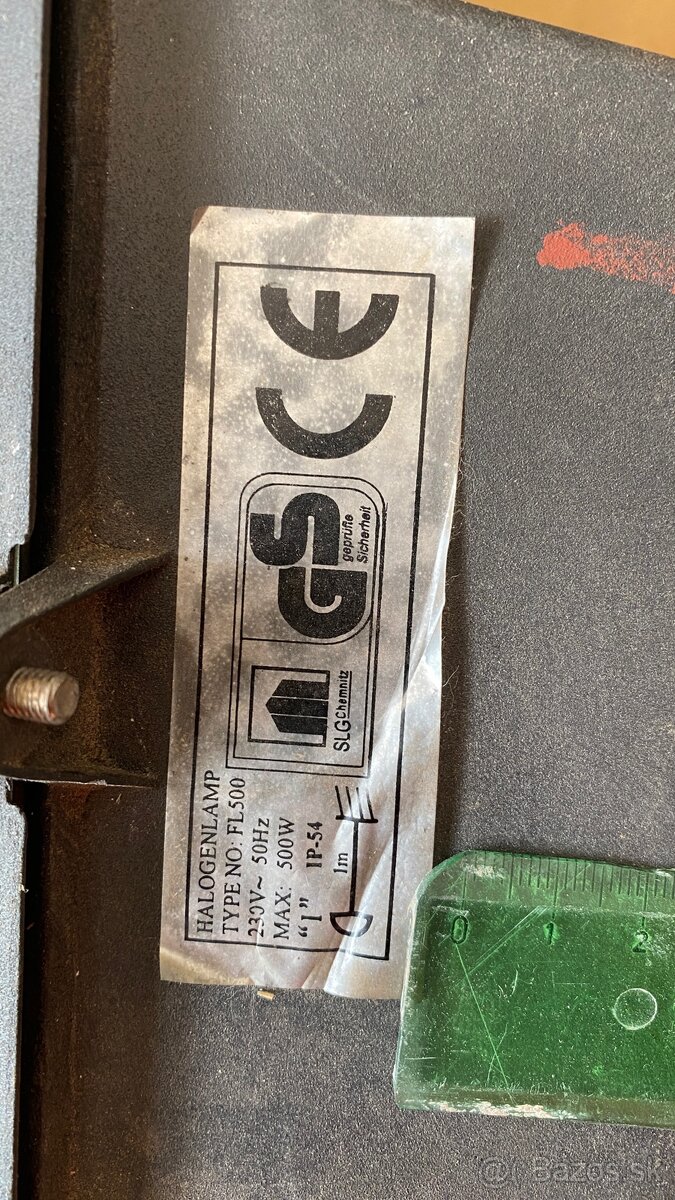 HALOGENLAMP
TYPE NO: FL500
230V~ 50Hz
MAX: 500W
"I" IP-54
1m
SLG Chemnitz
GS
geprüfte
Sicherheit
CE
0 1 2
@ Bazos.sk